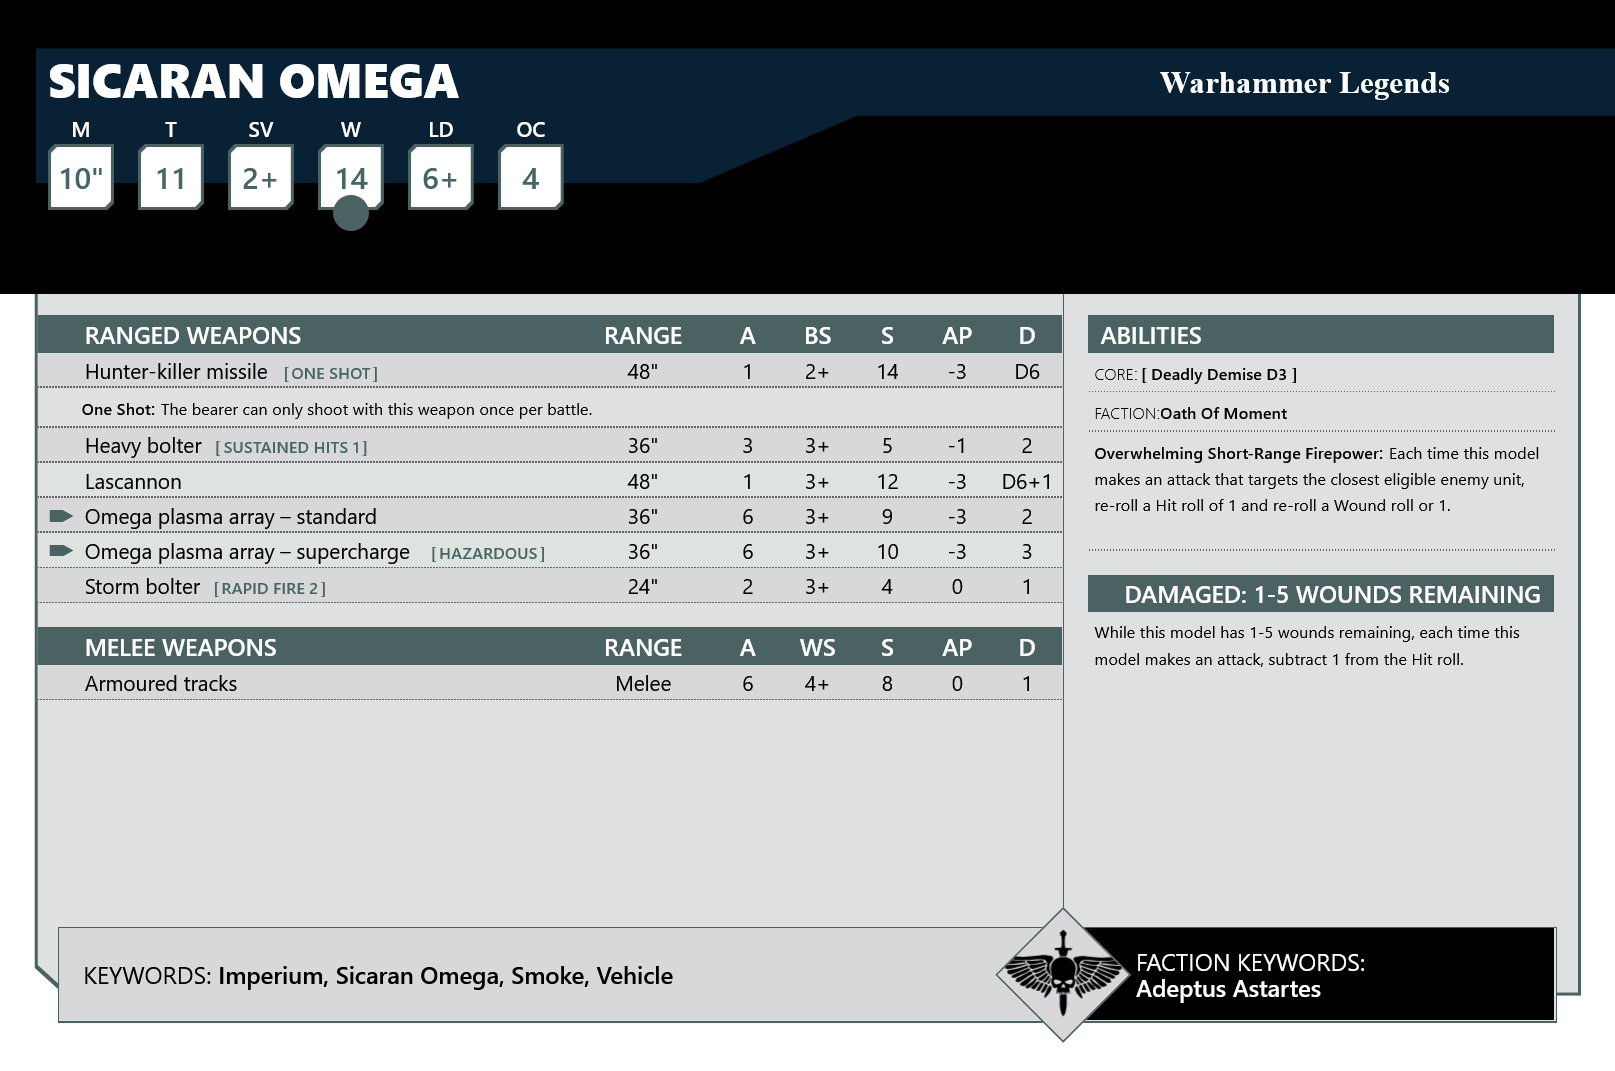 SICARAN OMEGA
Warhammer Legends
M T SV W LD OC
10" 11 2+ 14 6+ 4
RANGED WEAPONS RANGE A BS S AP D
Hunter-killer missile [ONE SHOT] 48" 1 2+ 14 -3 D6
One Shot: The bearer can only shoot with this weapon once per battle.
Heavy bolter [SUSTAINED HITS 1] 36" 3 3+ 5 -1 2
Lascannon 48" 1 3+ 12 -3 D6+1
Omega plasma array – standard 36" 6 3+ 9 -3 2
Omega plasma array – supercharge [HAZARDOUS] 36" 6 3+ 10 -3 3
Storm bolter [RAPID FIRE 2] 24" 2 3+ 4 0 1
MELEE WEAPONS RANGE A WS S AP D
Armoured tracks Melee 6 4+ 8 0 1
ABILITIES
CORE: [ Deadly Demise D3 ]
FACTION:Oath Of Moment
Overwhelming Short-Range Firepower: Each time this model
makes an attack that targets the closest eligible enemy unit,
re-roll a Hit roll of 1 and re-roll a Wound roll or 1.
DAMAGED: 1-5 WOUNDS REMAINING
While this model has 1-5 wounds remaining, each time this
model makes an attack, subtract 1 from the Hit roll.
KEYWORDS: Imperium, Sicaran Omega, Smoke, Vehicle
FACTION KEYWORDS:
Adeptus Astartes